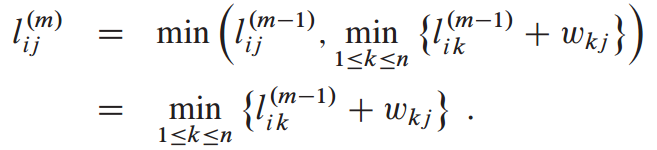 l_{ij}^{(m)} = min ( l_{ij}^{(m−1)}, min_{1≤k≤n} { l_{ik}^{(m−1)} + w_{kj} } )
= min_{1≤k≤n} { l_{ik}^{(m−1)} + w_{kj} } .